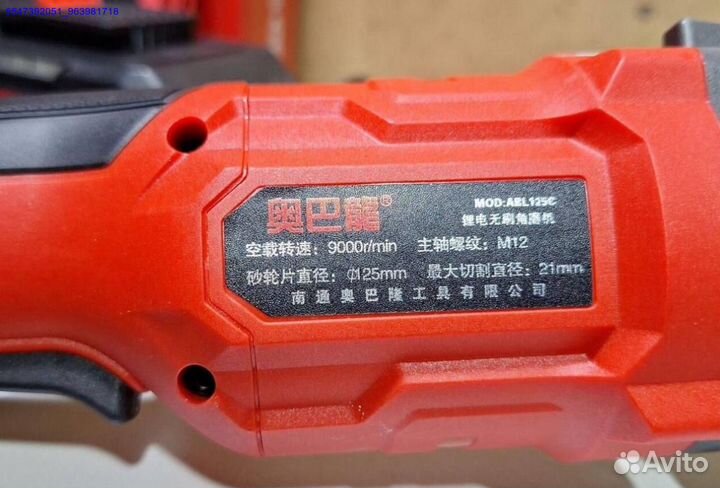 6547392051_963981718
奥巴龍®
MOD:ABL125C
锂电无刷角磨机
空载转速：9000r/min 主轴螺纹：M12
砂轮片直径：Φ125mm 最大切割直径：21mm
南通奥巴隆工具有限公司
Avito